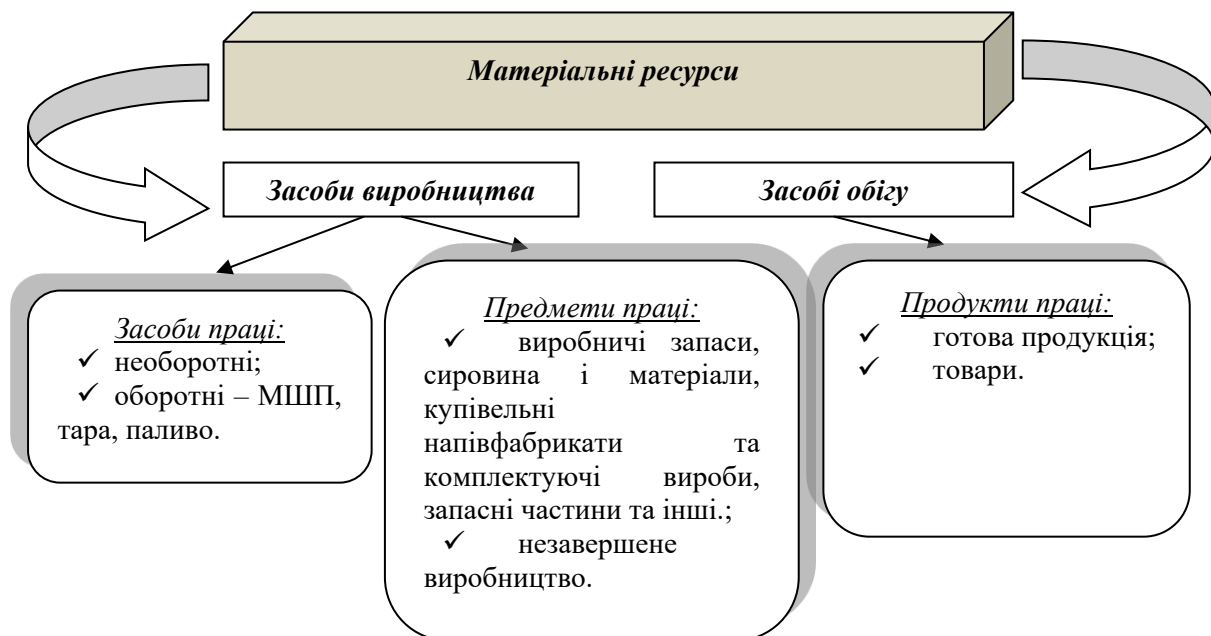 Матеріальні ресурси
Засоби виробництва
Засобі обігу
Засоби праці:
✓ необоротні;
✓ оборотні – МШП,
тара, паливо.
Предмети праці:
✓ виробничі запаси,
сировина і матеріали,
купівельні
напівфабрикати та
комплектуючі вироби,
запасні частини та інші.;
✓ незавершене
виробництво.
Продукти праці:
✓ готова продукція;
✓ товари.